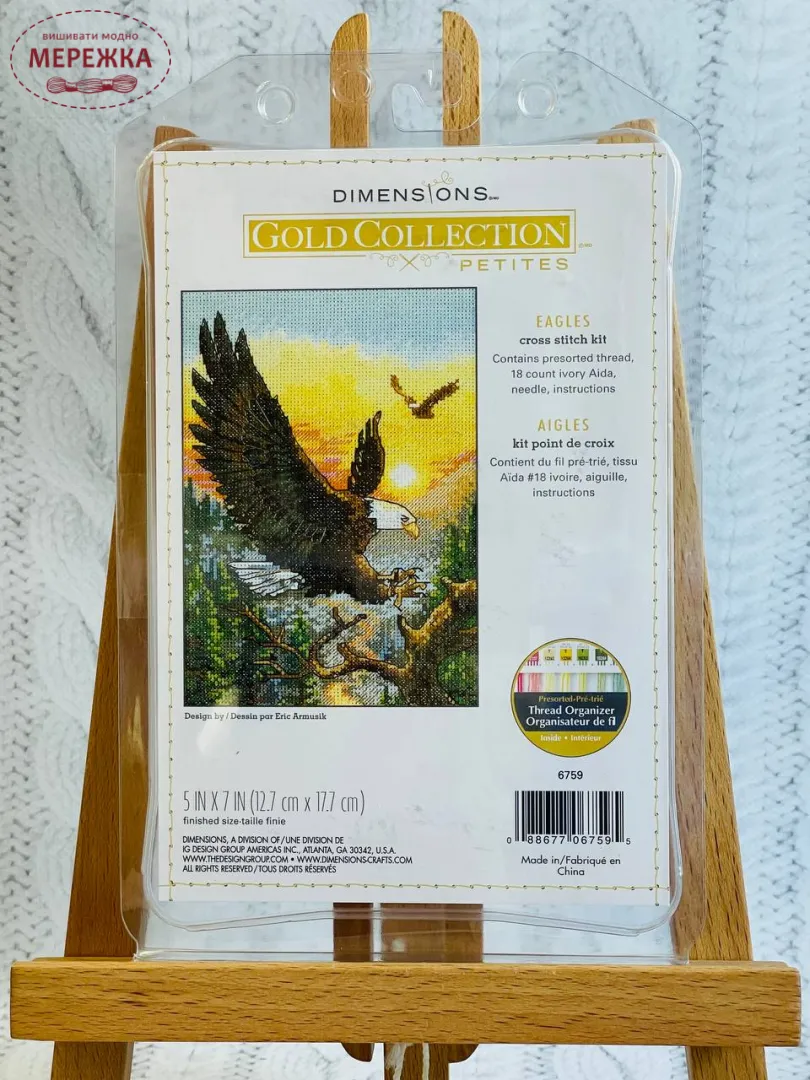 вишивати модно
МЕРЕЖКА
DIMENSIONS
GOLD COLLECTION
PETITES
EAGLES
cross stitch kit
Contains presorted thread,
18 count ivory Aida,
needle, instructions
AIGLES
kit point de croix
Contient du fil pré-trié, tissu
Aïda #18 ivoire, aiguille,
instructions
Design by / Dessin par Eric Armusik
Presorted-Pré-trié
Thread Organizer
Organisateur de fil
Inside • Intérieur
6759
5 IN X 7 IN (12.7 cm x 17.7 cm)
finished size-taille finie
DIMENSIONS, A DIVISION OF/UNE DIVISION DE
IG DESIGN GROUP AMERICAS INC., ATLANTA, GA 30342, U.S.A.
WWW.THEDESIGNGROUP.COM • WWW.DIMENSIONS-CRAFTS.COM
ALL RIGHTS RESERVED/TOUS DROITS RÉSERVÉS
0 88677 06759 5
Made in/Fabriqué en
China